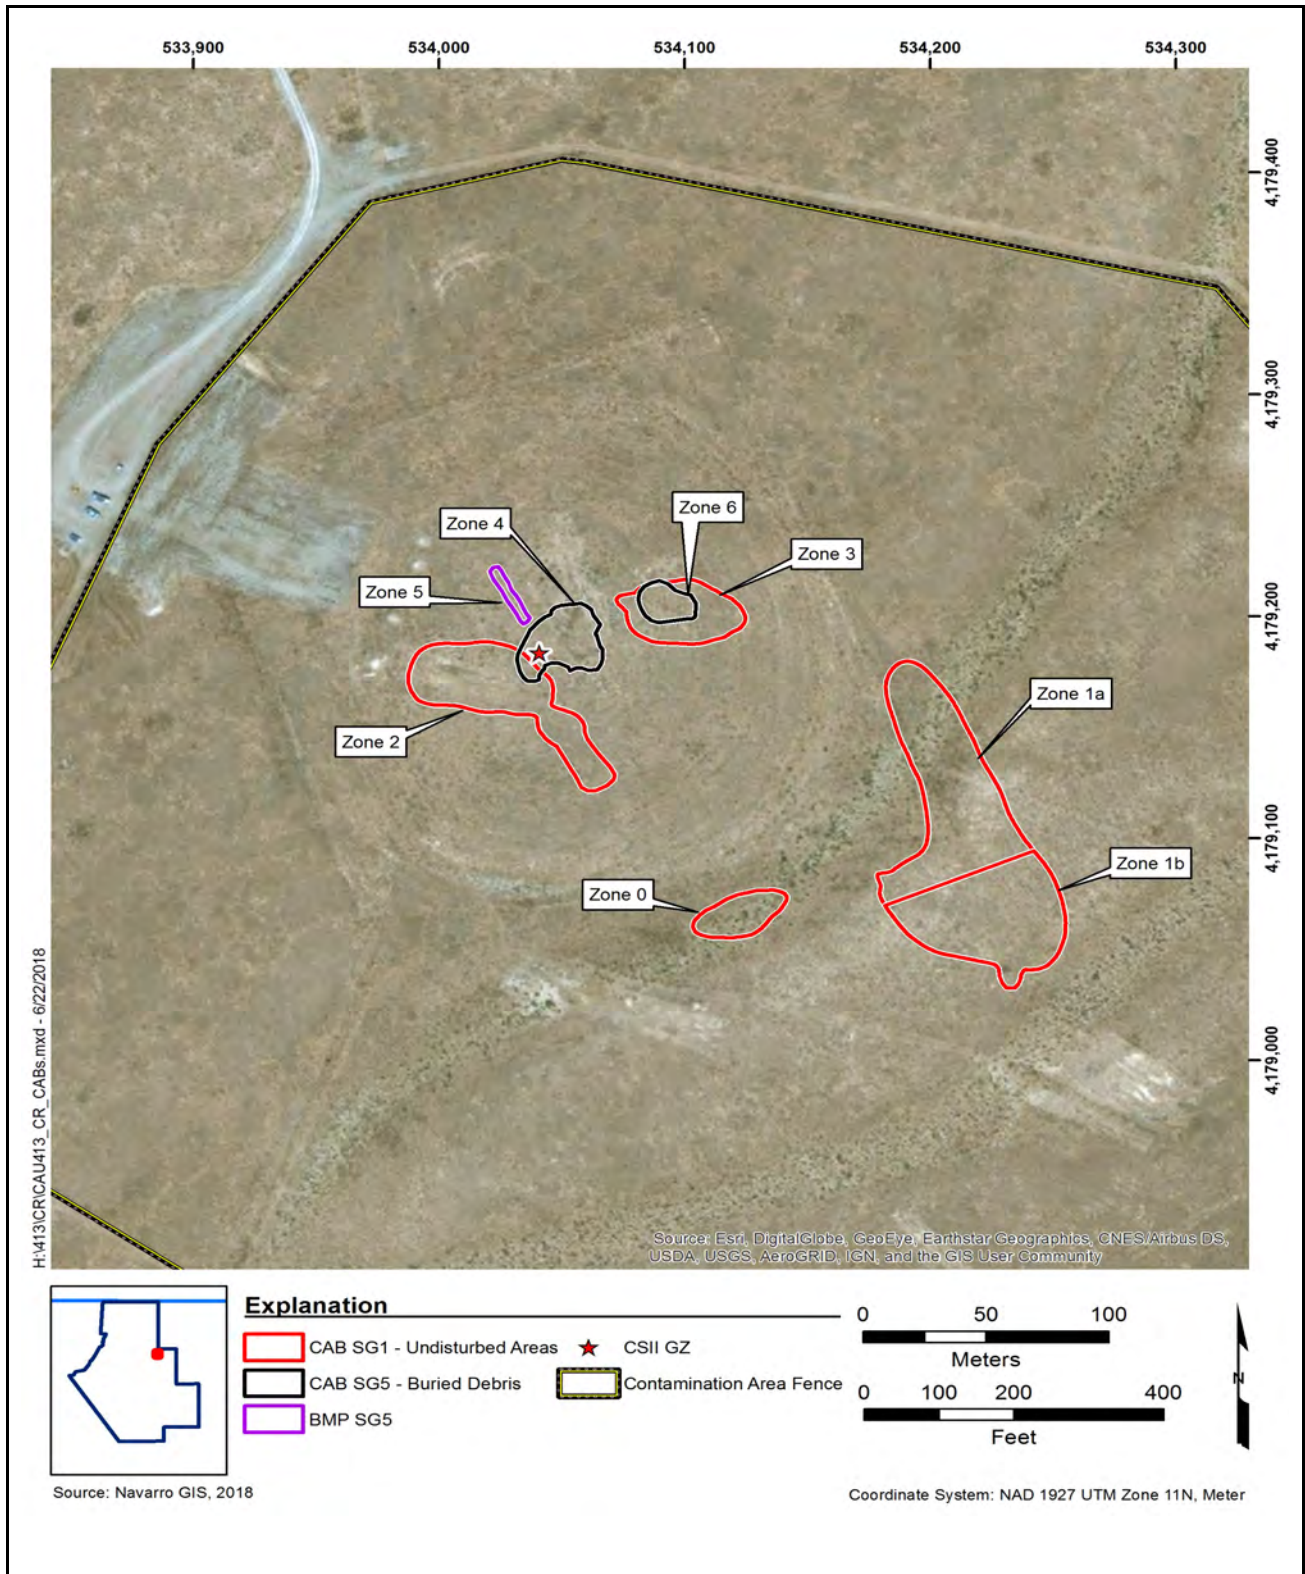 533,900 534,000 534,100 534,200 534,300
4,179,400
4,179,300
4,179,200
4,179,100
4,179,000
Zone 6
Zone 4
Zone 3
Zone 5
Zone 1a
Zone 2
Zone 1b
Zone 0
H:\413\CR\CAU413_CR_CABs.mxd - 6/22/2018
Source: Esri, DigitalGlobe, GeoEye, Earthstar Geographics, CNES/Airbus DS,
USDA, USGS, AeroGRID, IGN, and the GIS User Community
Explanation
CAB SG1 - Undisturbed Areas
CAB SG5 - Buried Debris
BMP SG5
CSII GZ
Contamination Area Fence
0 50 100
Meters
0 100 200 400
Feet
N
Source: Navarro GIS, 2018
Coordinate System: NAD 1927 UTM Zone 11N, Meter